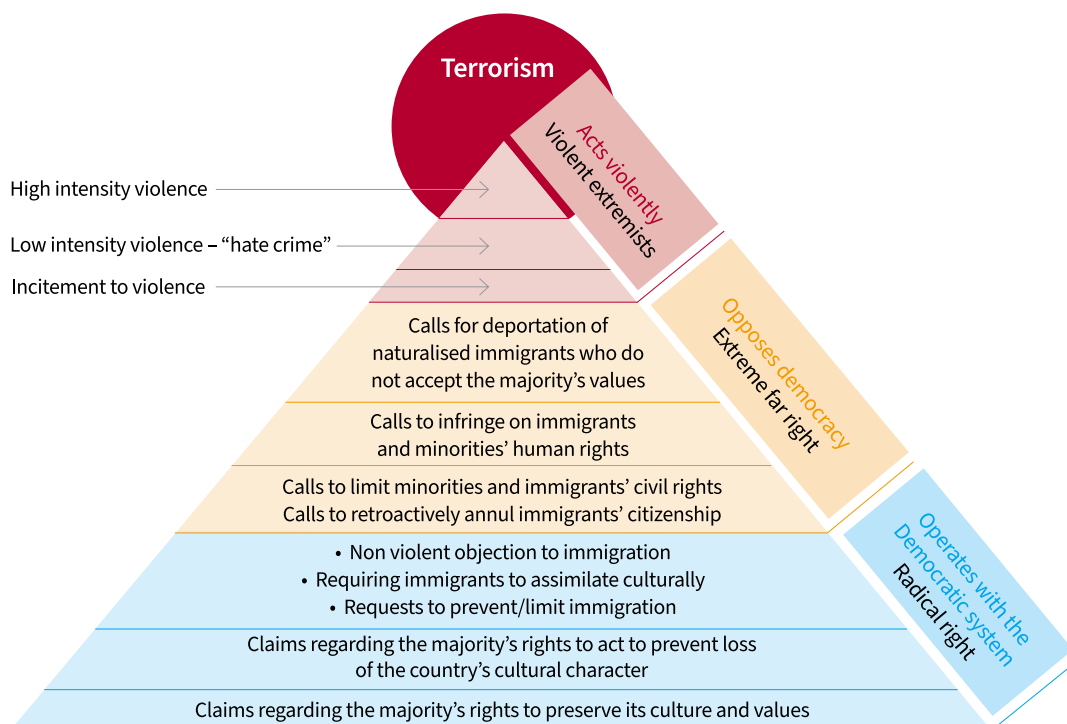 Terrorism
Acts violently
Violent extremists
High intensity violence
Low intensity violence – “hate crime”
Incitement to violence
Calls for deportation of
naturalised immigrants who do
not accept the majority’s values
Opposes democracy
Extreme far right
Calls to infringe on immigrants
and minorities’ human rights
Calls to limit minorities and immigrants’ civil rights
Calls to retroactively annul immigrants’ citizenship
Operates with the
Democratic system
Radical right
• Non violent objection to immigration
• Requiring immigrants to assimilate culturally
• Requests to prevent/limit immigration
Claims regarding the majority’s rights to act to prevent loss
of the country’s cultural character
Claims regarding the majority’s rights to preserve its culture and values